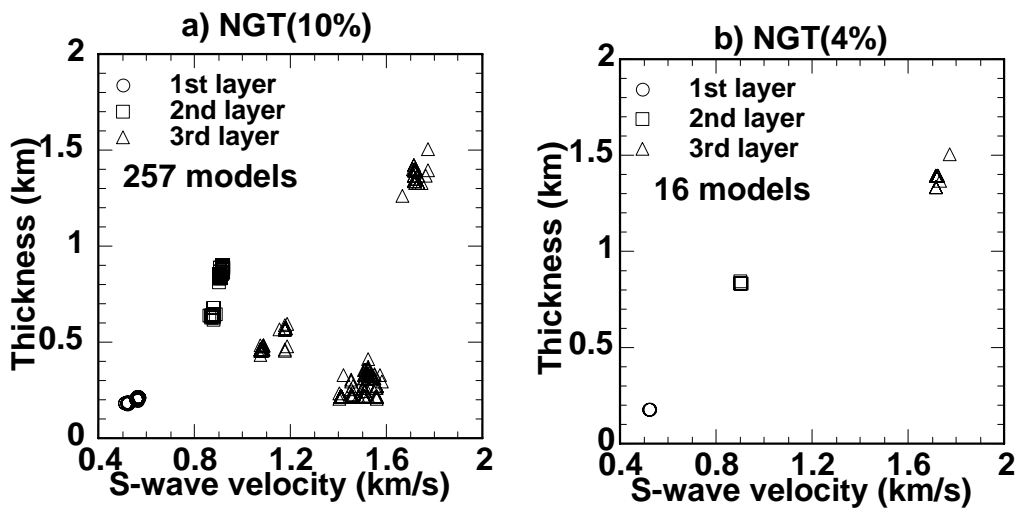 a) NGT(10%)
2
1st layer
2nd layer
3rd layer
1.5
257 models
1
0.5
0
Thickness (km)
0.4
0.8
1.2
1.6
2
S-wave velocity (km/s)
b) NGT(4%)
2
1st layer
2nd layer
3rd layer
1.5
16 models
1
0.5
0
Thickness (km)
0.4
0.8
1.2
1.6
2
S-wave velocity (km/s)